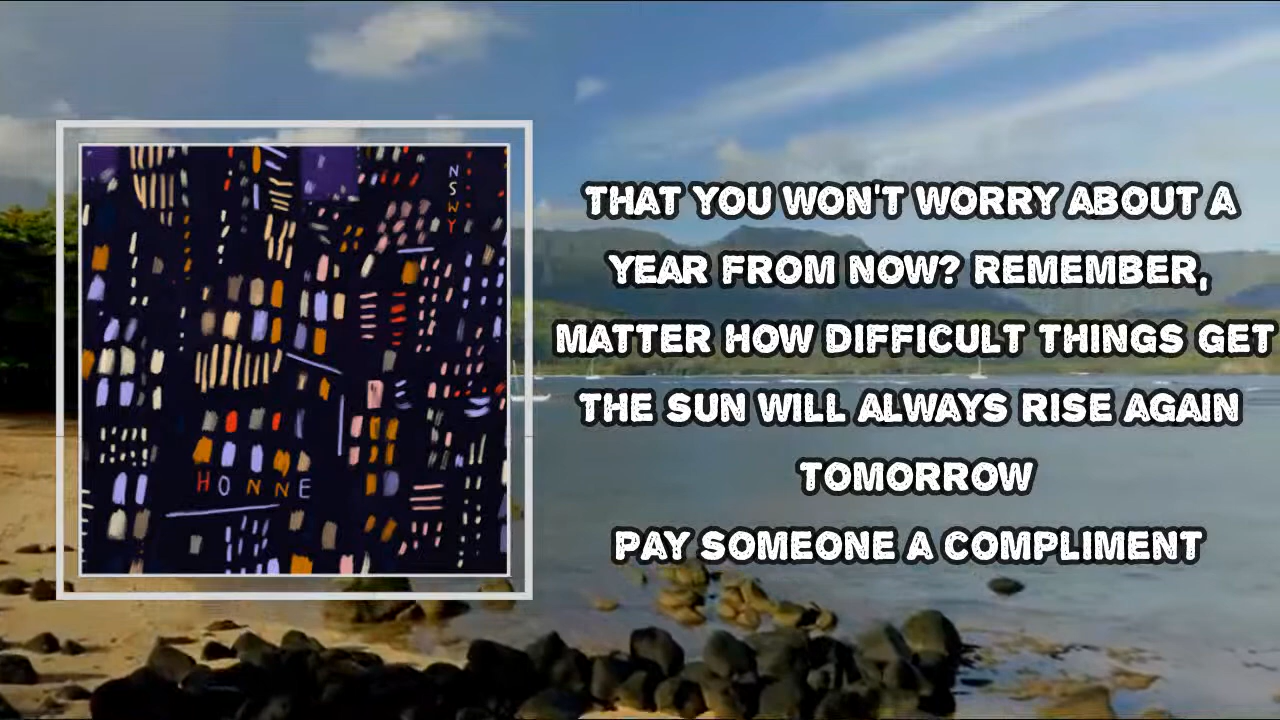 NSWY
HONNE
THAT YOU WON'T WORRY ABOUT A
YEAR FROM NOW? REMEMBER,
MATTER HOW DIFFICULT THINGS GET
THE SUN WILL ALWAYS RISE AGAIN
TOMORROW
PAY SOMEONE A COMPLIMENT